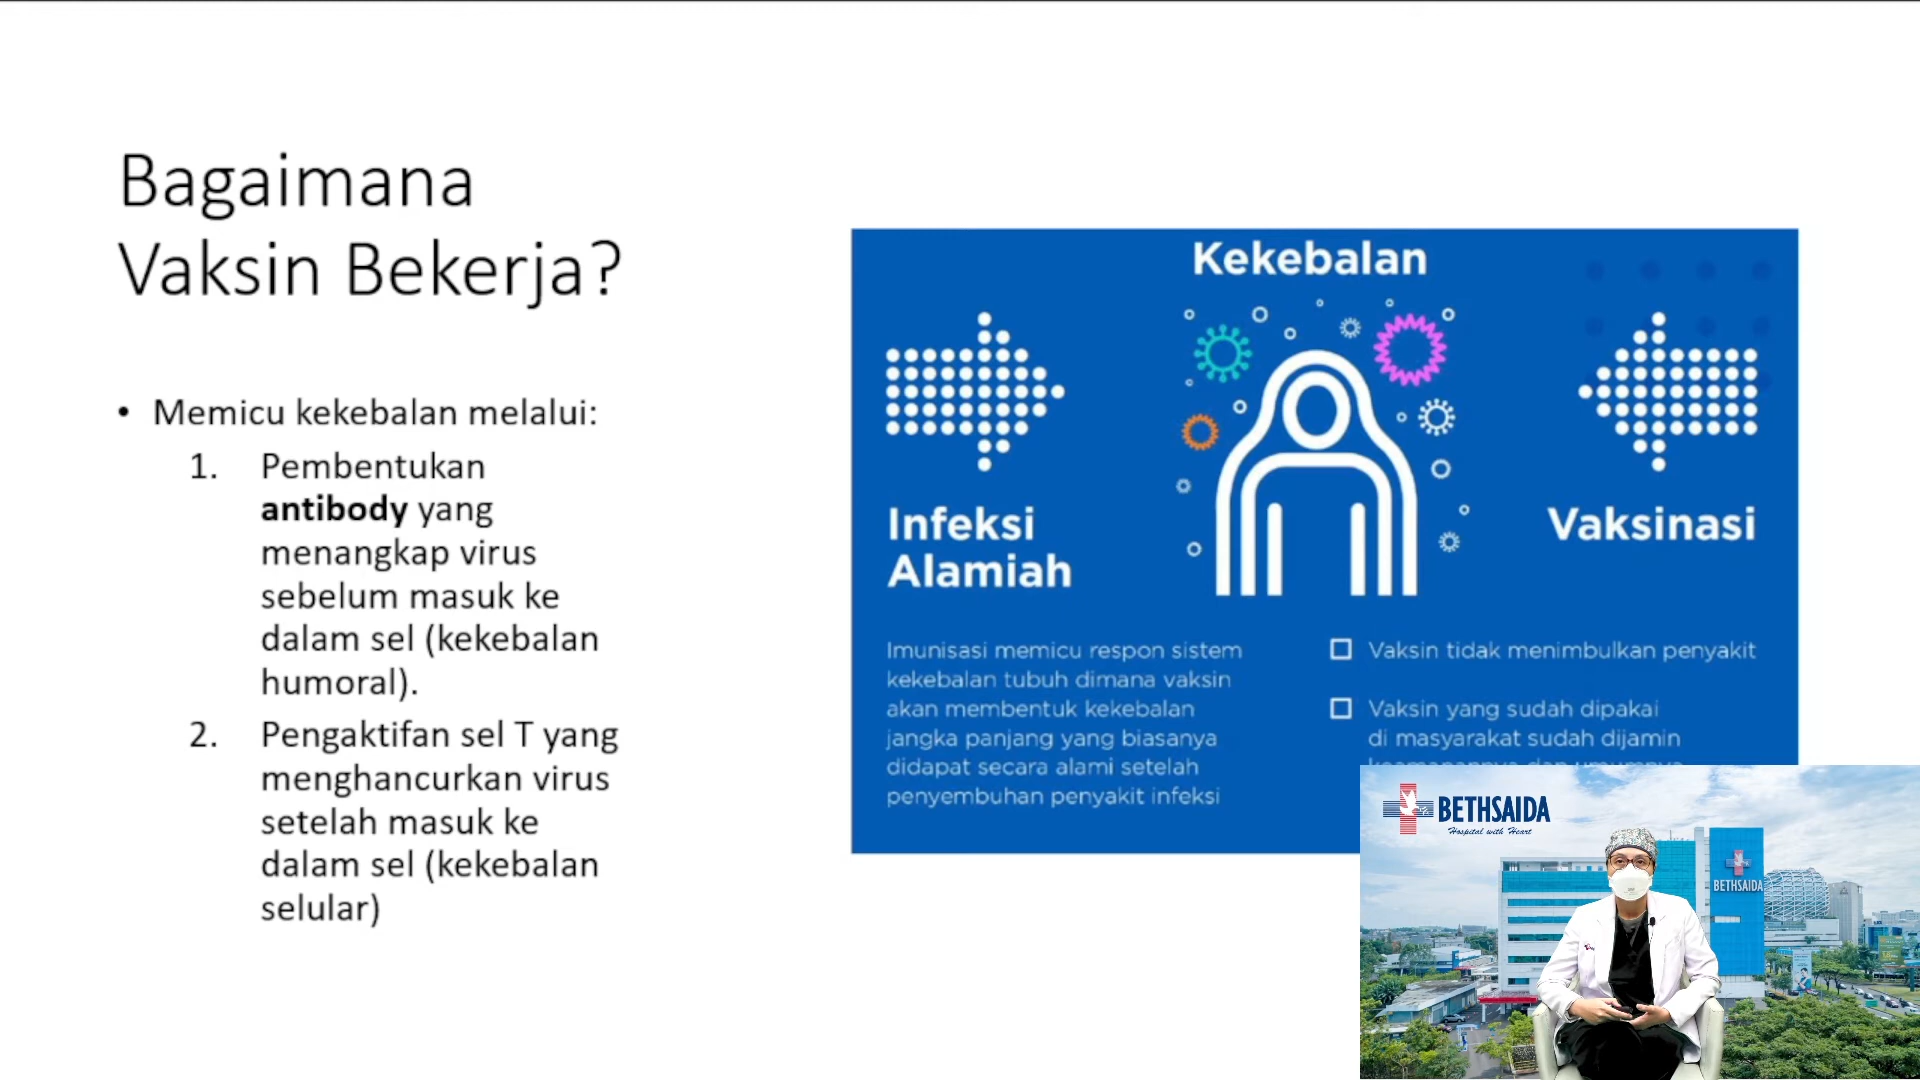 Bagaimana
Vaksin Bekerja?
• Memicu kekebalan melalui:
1. Pembentukan
antibody yang
menangkap virus
sebelum masuk ke
dalam sel (kekebalan
humoral).
2. Pengaktifan sel T yang
menghancurkan virus
setelah masuk ke
dalam sel (kekebalan
selular)
Kekebalan
Infeksi
Alamiah
Vaksinasi
Imunisasi memicu respon sistem
kekebalan tubuh dimana vaksin
akan membentuk kekebalan
jangka panjang yang biasanya
didapat secara alami setelah
penyembuhan penyakit infeksi
Vaksin tidak menimbulkan penyakit
Vaksin yang sudah dipakai
di masyarakat sudah dijamin
BETHSAIDA
Hospital with Heart
BETHSAIDA